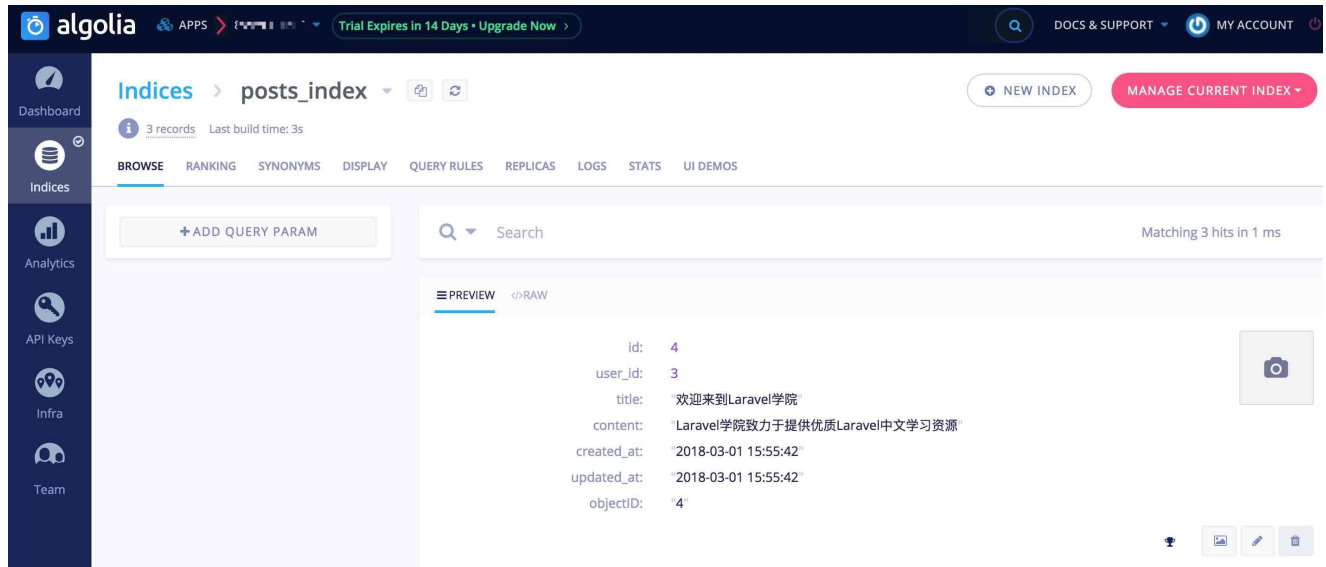 algolia APPS Trial Expires in 14 Days • Upgrade Now > DOCS & SUPPORT MY ACCOUNT
Dashboard
Indices
Analytics
API Keys
Infra
Team
Indices > posts_index
NEW INDEX
MANAGE CURRENT INDEX
3 records Last build time: 3s
BROWSE RANKING SYNONYMS DISPLAY QUERY RULES REPLICAS LOGS STATS UI DEMOS
+ ADD QUERY PARAM
Search
Matching 3 hits in 1 ms
PREVIEW </>RAW
id: 4
user_id: 3
title: "欢迎来到Laravel学院"
content: "Laravel学院致力于提供优质Laravel中文学习资源"
created_at: "2018-03-01 15:55:42"
updated_at: "2018-03-01 15:55:42"
objectID: "4"